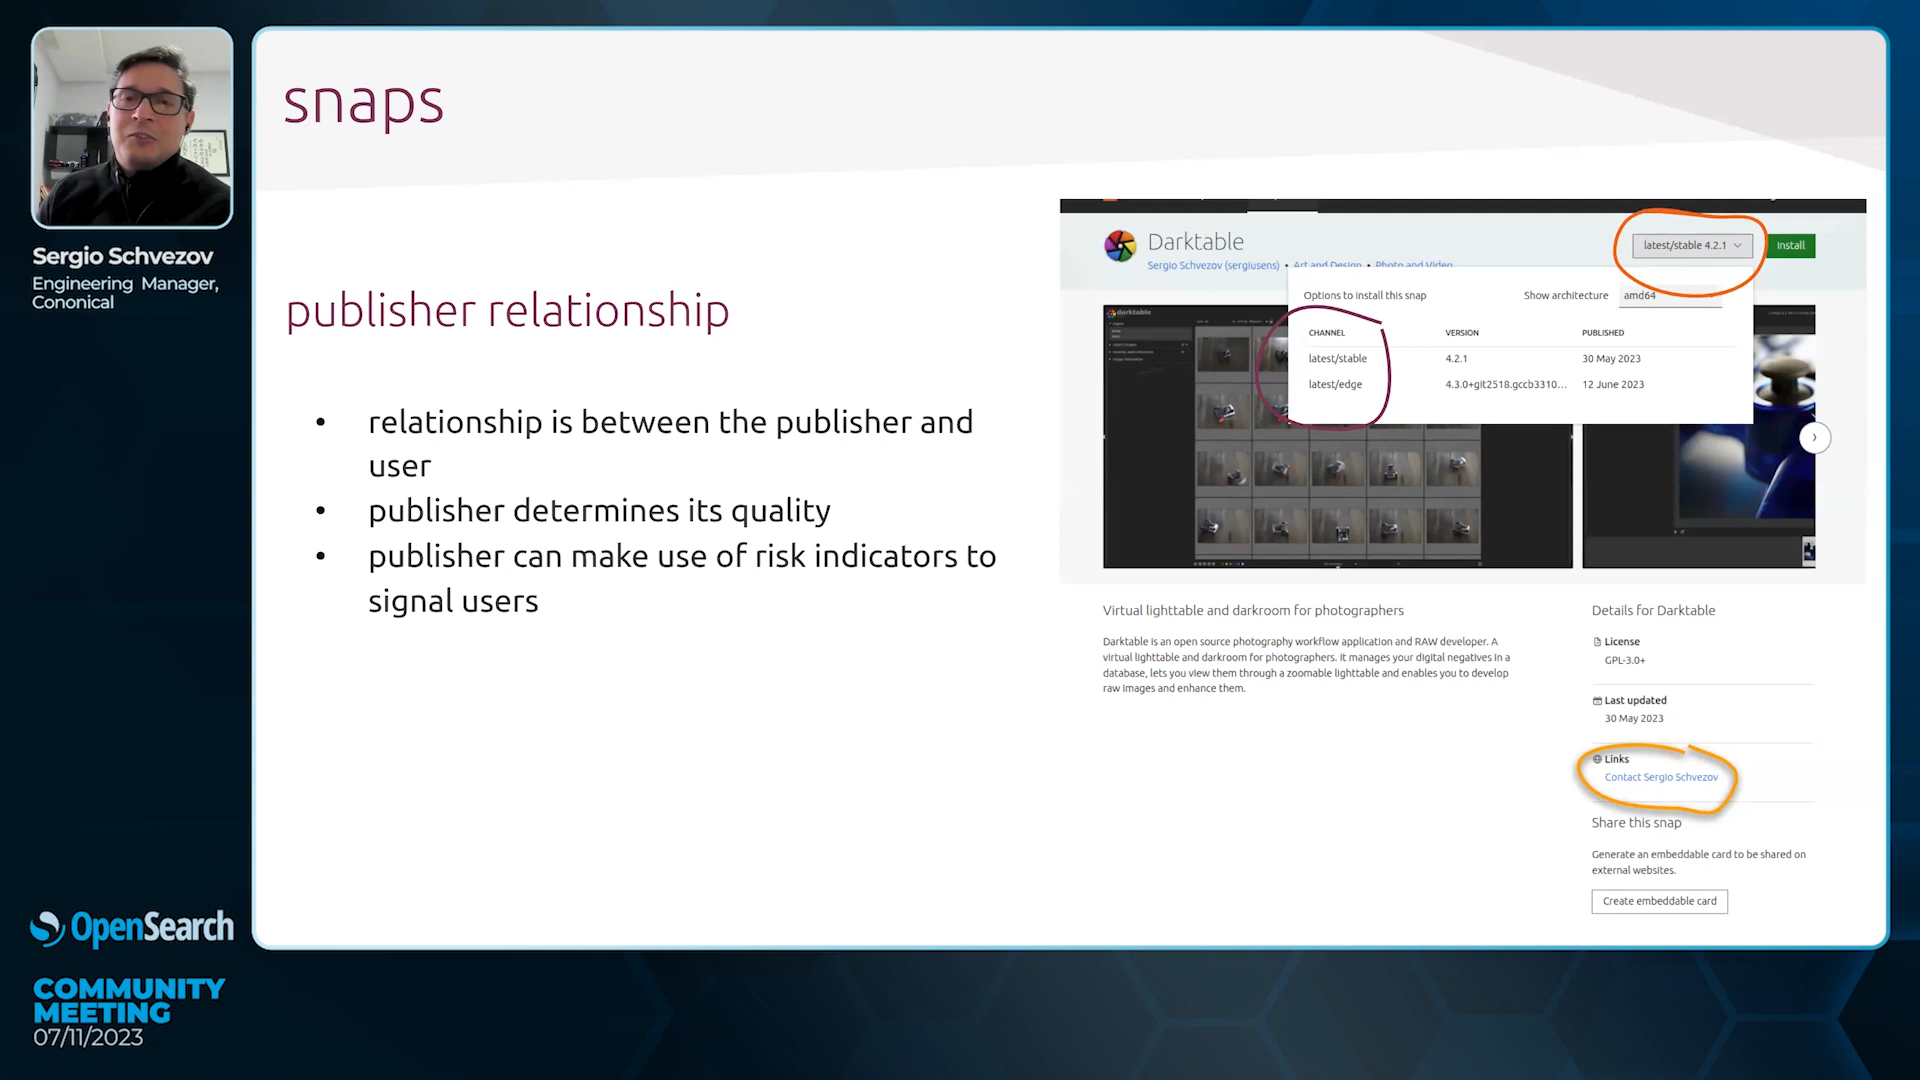 Sergio Schvezov
Engineering Manager,
Cononical
OpenSearch
COMMUNITY
MEETING
07/11/2023
snaps
publisher relationship
• relationship is between the publisher and
user
• publisher determines its quality
• publisher can make use of risk indicators to
signal users
Darktable
latest/stable 4.2.1
Install
Sergio Schvezov (sergiusens) • Art and Design • Photo and Video
Options to install this snap
Show architecture amd64
CHANNEL VERSION PUBLISHED
latest/stable 4.2.1 30 May 2023
latest/edge 4.3.0+git2518.gccb3310... 12 June 2023
darktable
Virtual lighttable and darkroom for photographers
Darktable is an open source photography workflow application and RAW developer. A
virtual lighttable and darkroom for photographers. It manages your digital negatives in a
database, lets you view them through a zoomable lighttable and enables you to develop
raw images and enhance them.
Details for Darktable
License
GPL-3.0+
Last updated
30 May 2023
Links
Contact Sergio Schvezov
Share this snap
Generate an embeddable card to be shared on
external websites.
Create embeddable card